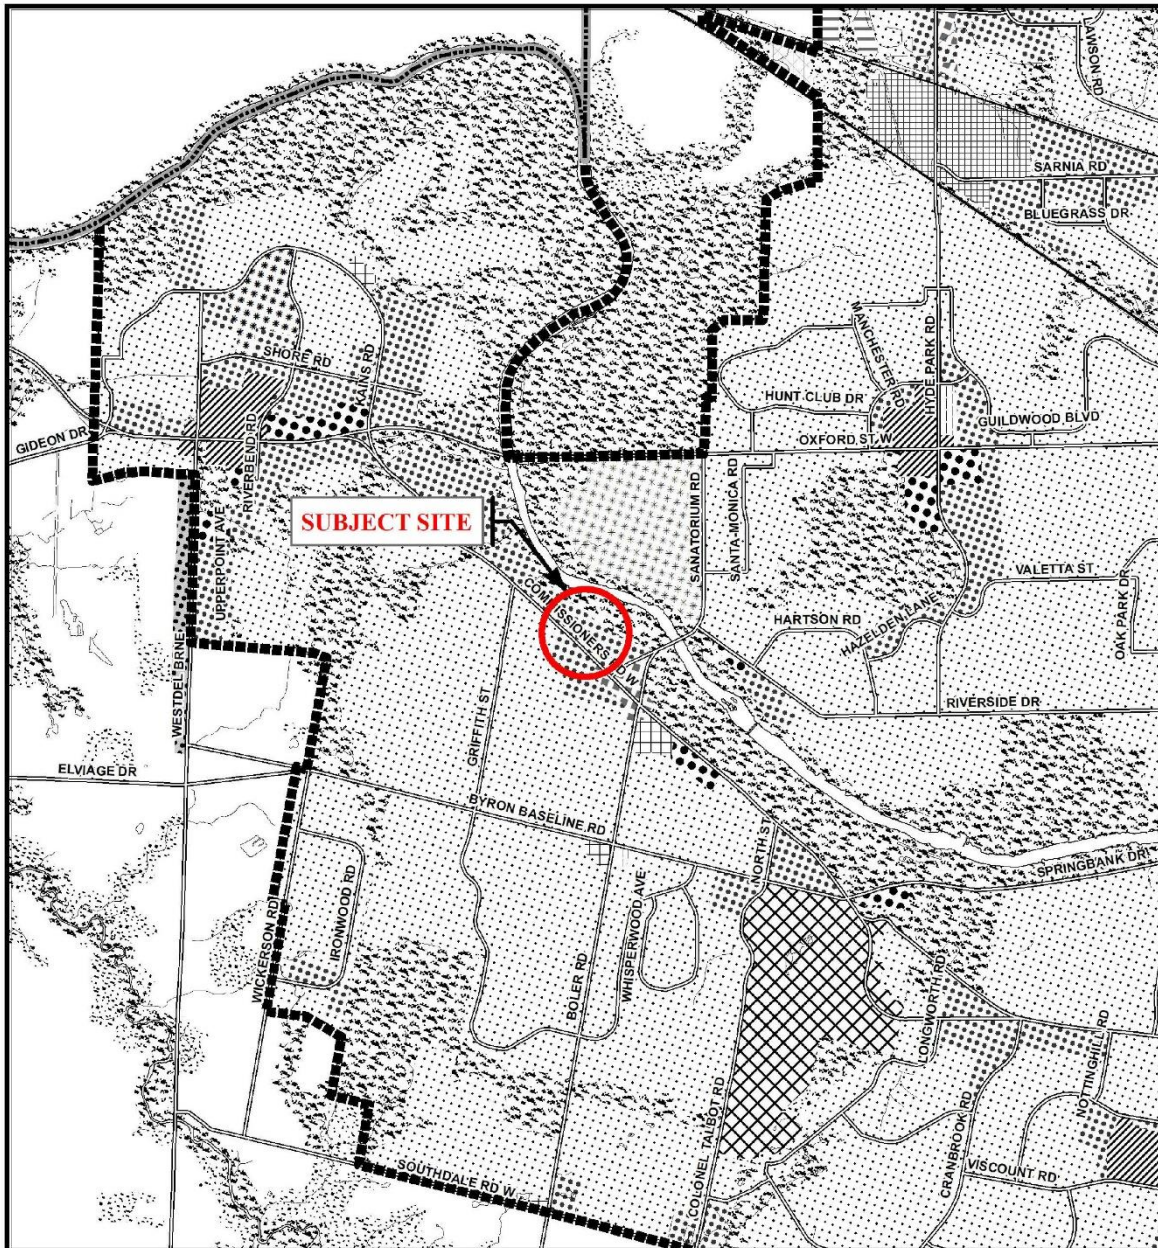 LAWSON RD
SARNIA RD
BLUEGRASS DR
MANCHESTER RD
HYDE PARK RD
SHORE RD
KAINS RD
HUNT CLUB DR
GUILDWOOD BLVD
OXFORD ST W
GIDEON DR
RIVERBEND RD
UPPERPOINT AVE
SUBJECT SITE
SANATORIUM RD
SANTA-MONICA RD
VALETTA ST
OAK PARK DR
COMMISSIONERS RD W
HARTSON RD
HAZELDEN LANE
WESTDEL BRNE
GRIFFITH ST
RIVERSIDE DR
ELVIAGE DR
BYRON BASELINE RD
NORTH ST
SPRINGBANK DR
IRONWOOD RD
WICKERSON RD
WHISPERWOOD AVE
BOLER RD
LONGWORTH RD
NOTTINGHILL RD
COLONEL TALBOT RD
CRANBROOK RD
VISCOUNT RD
SOUTHDALE RD W